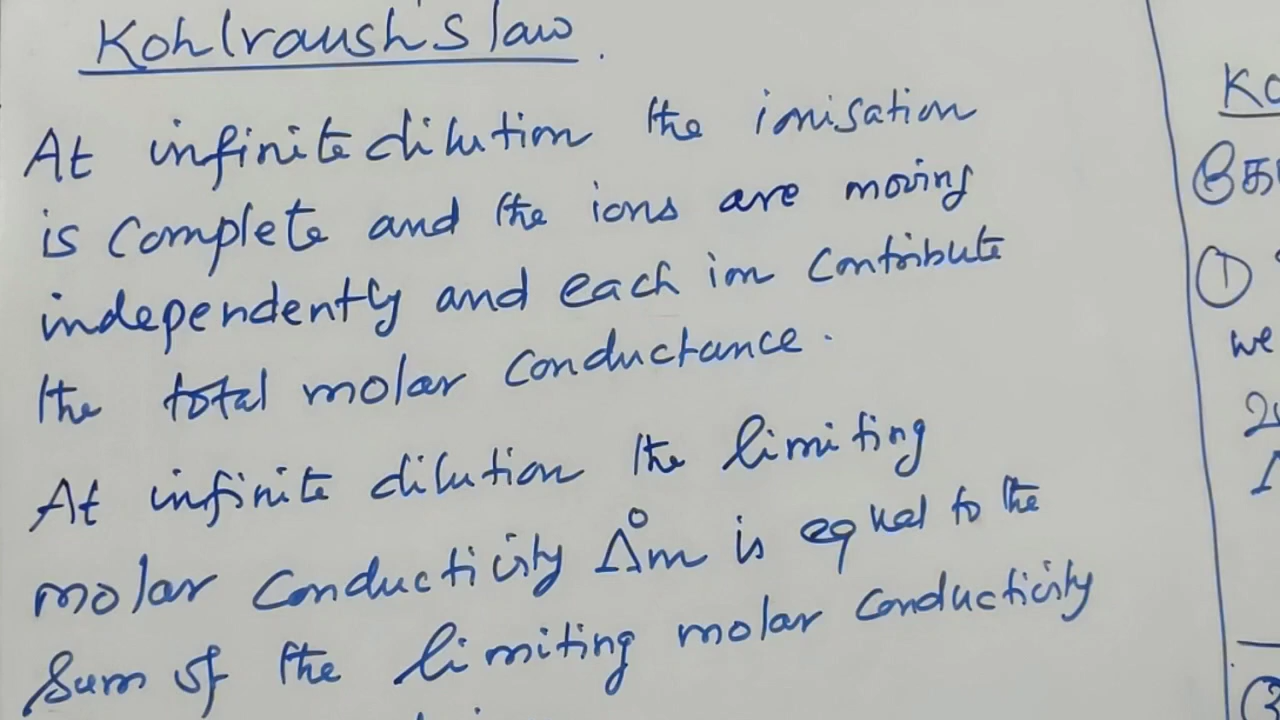 Kohlraush's law.
At infinite dilution the ionisation
is complete and the ions are moving
independently and each ion contribute
the total molar conductance.
At infinite dilution the limiting
molar conductivity Λ°m is equal to the
sum of the limiting molar conductivity
①
we